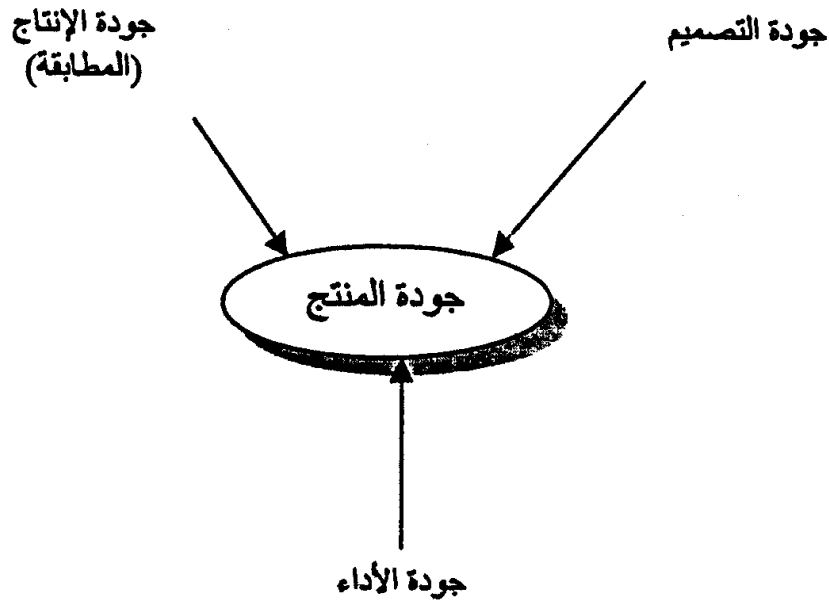 جودة التصميم
جودة الإنتاج
(المطابقة)
جودة المنتج
جودة الأداء